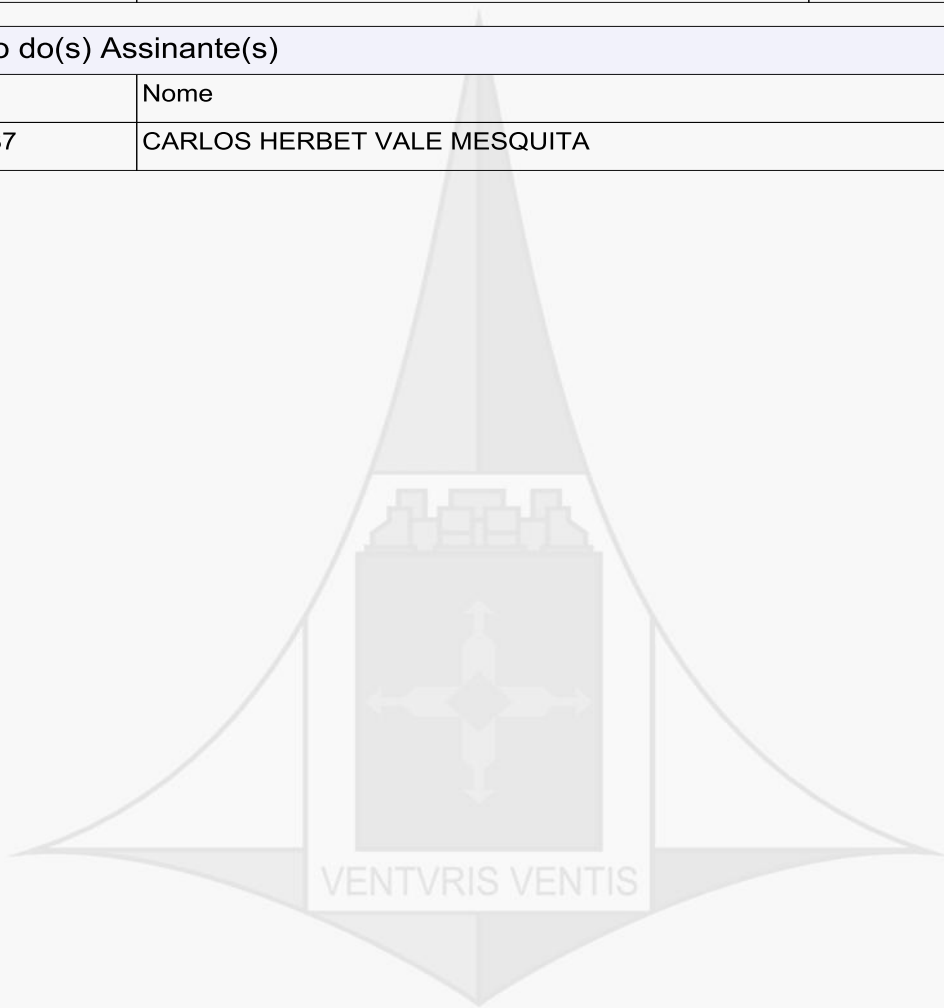 o do(s) Assinante(s)
Nome
7 CARLOS HERBET VALE MESQUITA
VENTVRIS VENTIS